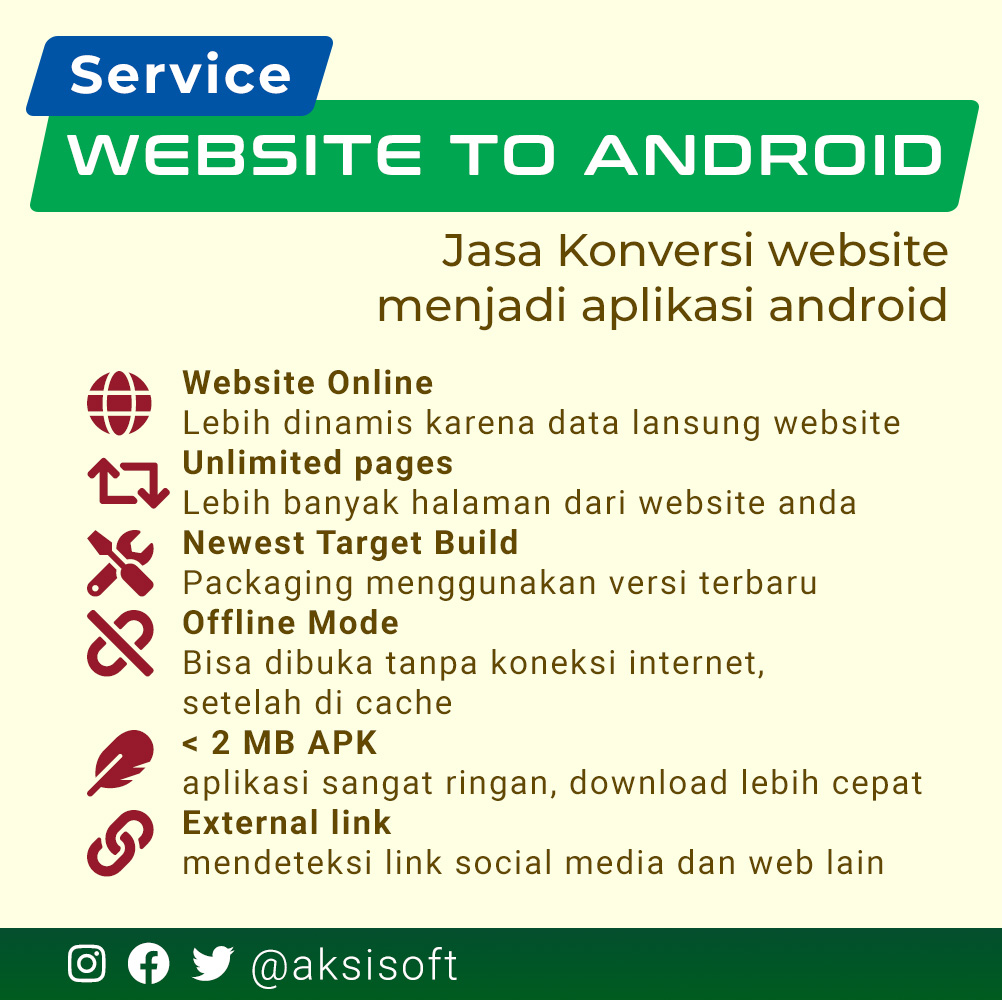 Service
WEBSITE TO ANDROID
Jasa Konversi website
menjadi aplikasi android
Website Online
Lebih dinamis karena data lansung website
Unlimited pages
Lebih banyak halaman dari website anda
Newest Target Build
Packaging menggunakan versi terbaru
Offline Mode
Bisa dibuka tanpa koneksi internet,
setelah di cache
< 2 MB APK
aplikasi sangat ringan, download lebih cepat
External link
mendeteksi link social media dan web lain
@aksisoft